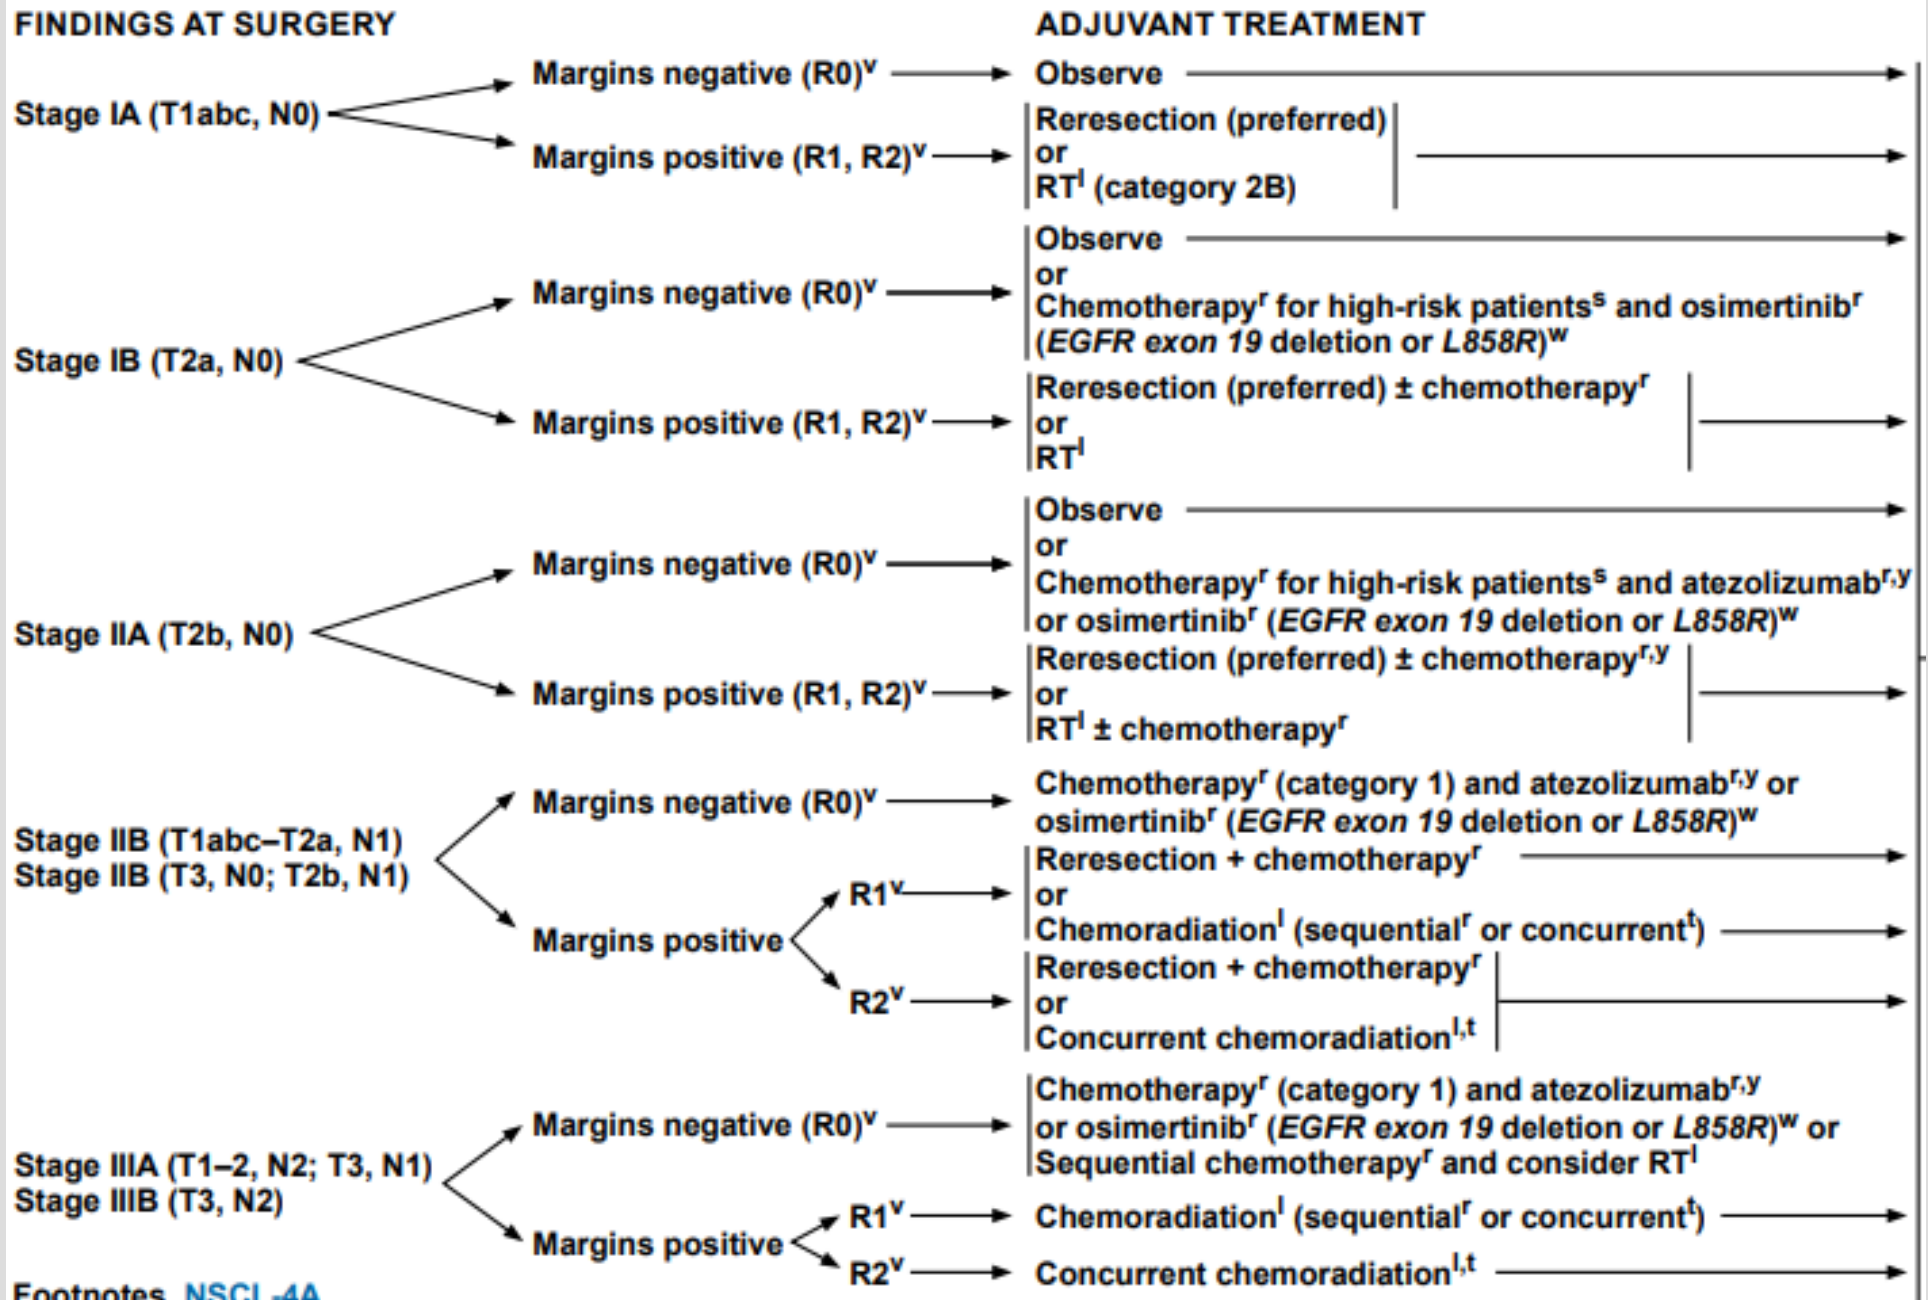 FINDINGS AT SURGERY
ADJUVANT TREATMENT
Stage IA (T1abc, N0)
Margins negative (R0)v
Observe
Margins positive (R1, R2)v
Reresection (preferred)
or
RTl (category 2B)
Stage IB (T2a, N0)
Margins negative (R0)v
Observe
or
Chemotherapyr for high-risk patientss and osimertinibr
(EGFR exon 19 deletion or L858R)w
Margins positive (R1, R2)v
Reresection (preferred) ± chemotherapyr
or
RTl
Stage IIA (T2b, N0)
Margins negative (R0)v
Observe
or
Chemotherapyr for high-risk patientss and atezolizumabr,y
or osimertinibr (EGFR exon 19 deletion or L858R)w
Margins positive (R1, R2)v
Reresection (preferred) ± chemotherapyr,y
or
RTl ± chemotherapyr
Stage IIB (T1abc–T2a, N1)
Stage IIB (T3, N0; T2b, N1)
Margins negative (R0)v
Chemotherapyr (category 1) and atezolizumabr,y or
osimertinibr (EGFR exon 19 deletion or L858R)w
Margins positive
R1v
Reresection + chemotherapyr
or
Chemoradiationl (sequentialr or concurrentt)
R2v
Reresection + chemotherapyr
or
Concurrent chemoradiationl,t
Stage IIIA (T1–2, N2; T3, N1)
Stage IIIB (T3, N2)
Margins negative (R0)v
Chemotherapyr (category 1) and atezolizumabr,y
or osimertinibr (EGFR exon 19 deletion or L858R)w or
Sequential chemotherapyr and consider RTl
Margins positive
R1v
Chemoradiationl (sequentialr or concurrentt)
R2v
Concurrent chemoradiationl,t
Footnotes NSCL-4A